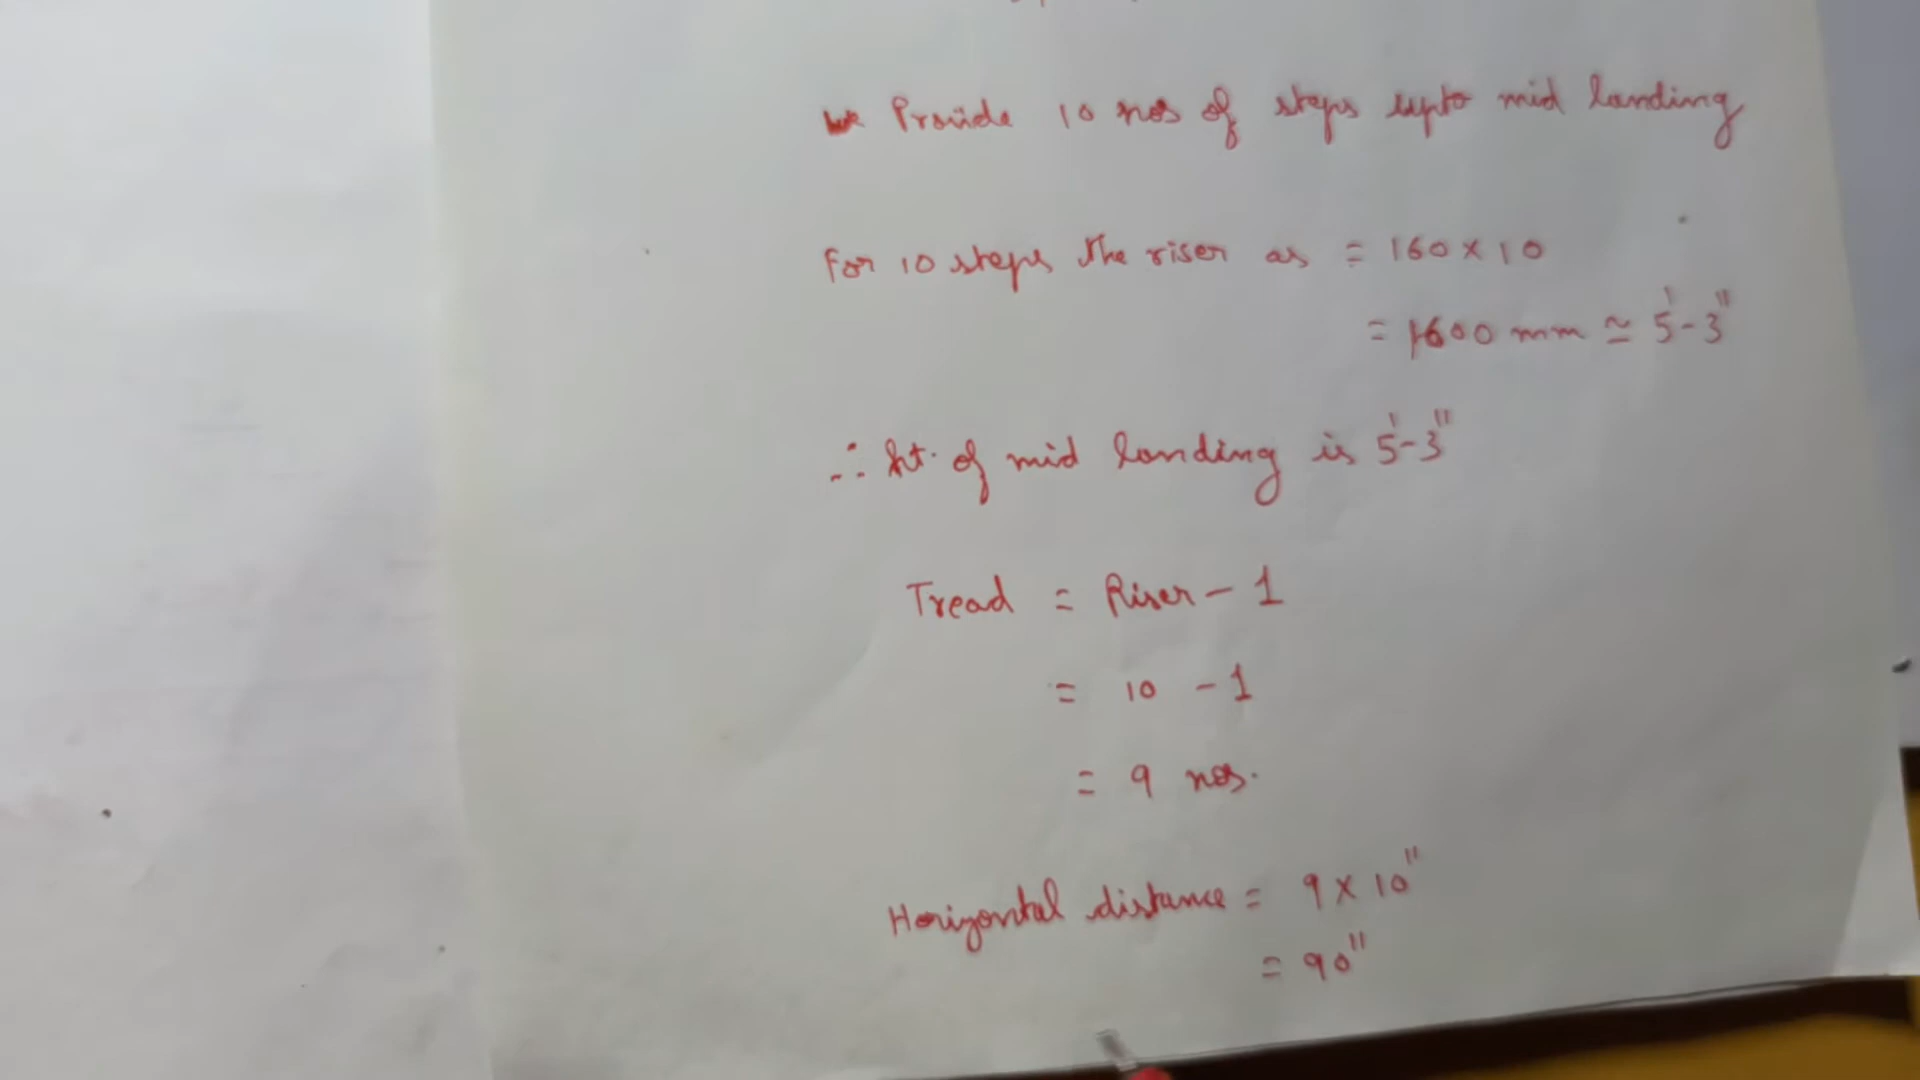 we Provide 10 nos of steps upto mid landing
For 10 steps the riser as = 160 × 10
= 1600 mm ≃ 5'-3"
∴ ht. of mid landing is 5'-3"
Tread = Riser - 1
= 10 - 1
= 9 nos.
Horizontal distance = 9 × 10"
= 90"